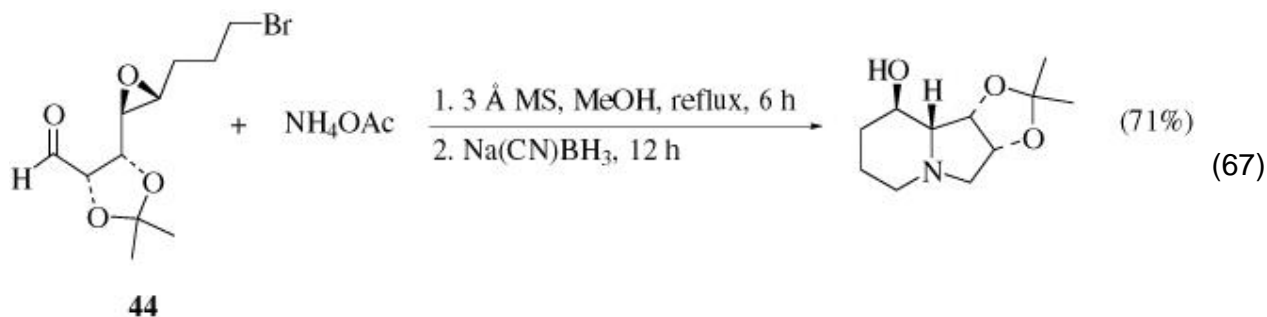 Br
O
O
H
O
O
44
+
NH₄OAc
1. 3 Å MS, MeOH, reflux, 6 h
2. Na(CN)BH₃, 12 h
HO
H
O
O
N
(71%)
(67)